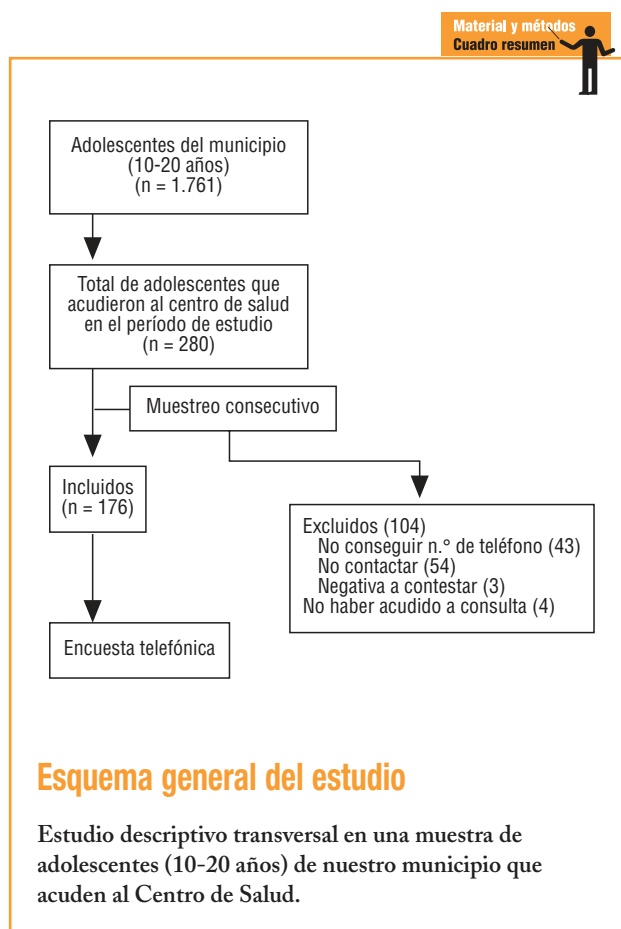 Material y métodos
Cuadro resumen
Adolescentes del municipio
(10-20 años)
(n = 1.761)
Total de adolescentes que
acudieron al centro de salud
en el período de estudio
(n = 280)
Muestreo consecutivo
Incluidos
(n = 176)
Excluidos (104)
No conseguir n.° de teléfono (43)
No contactar (54)
Negativa a contestar (3)
No haber acudido a consulta (4)
Encuesta telefónica
Esquema general del estudio
Estudio descriptivo transversal en una muestra de
adolescentes (10-20 años) de nuestro municipio que
acuden al Centro de Salud.